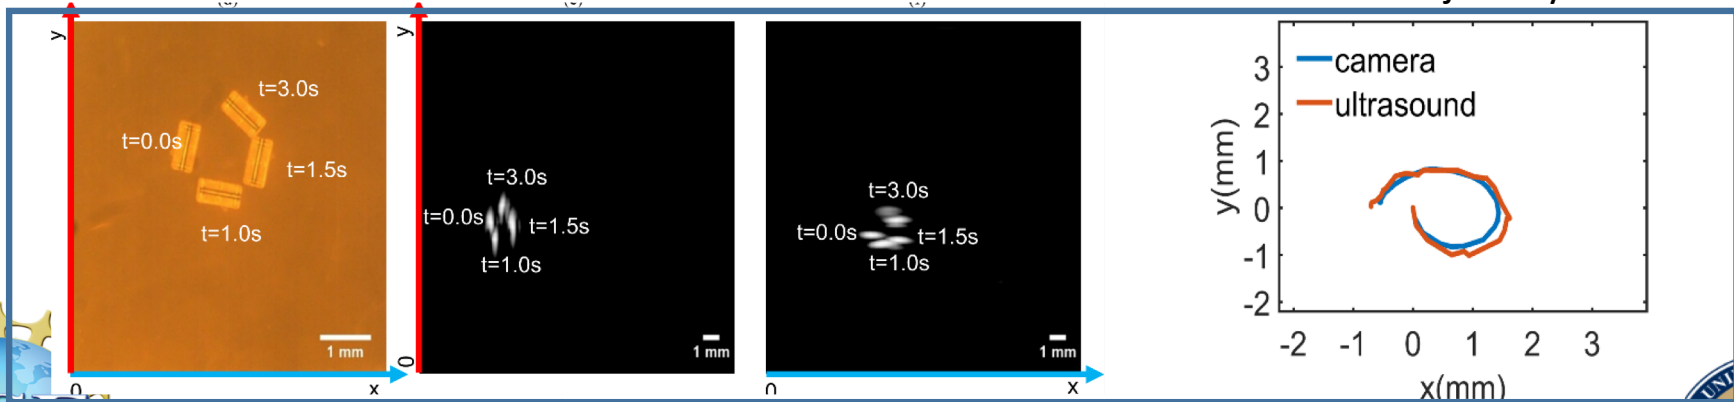 y
t=3.0s
t=0.0s
t=1.5s
t=1.0s
1 mm
0
x
y
t=3.0s
t=0.0s
t=1.5s
t=1.0s
1 mm
0
t=3.0s
t=0.0s
t=1.5s
t=1.0s
1 mm
x
camera
ultrasound
y(mm)
3
2
1
0
-1
-2
-2 -1 0 1 2 3
x(mm)
UNI